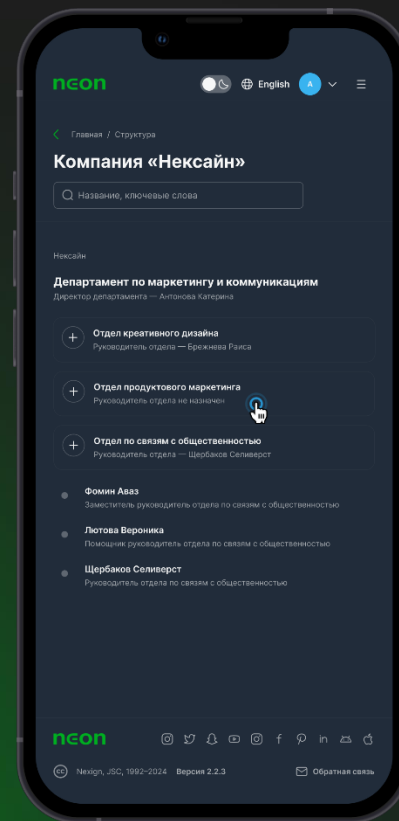 neon
English
A
Главная / Структура
Компания «Нексайн»
Название, ключевые слова
Нексайн
Департамент по маркетингу и коммуникациям
Директор департамента — Антонова Катерина
Отдел креативного дизайна
Руководитель отдела — Брежнева Раиса
Отдел продуктового маркетинга
Руководитель отдела не назначен
Отдел по связям с общественностью
Руководитель отдела — Щербаков Селиверст
Фомин Аваз
Заместитель руководитель отдела по связям с общественностью
Лютова Вероника
Помощник руководитель отдела по связям с общественностью
Щербаков Селиверст
Руководитель отдела по связям с общественностью
neon
cc Nexign, JSC, 1992–2024 Версия 2.2.3 Обратная связь